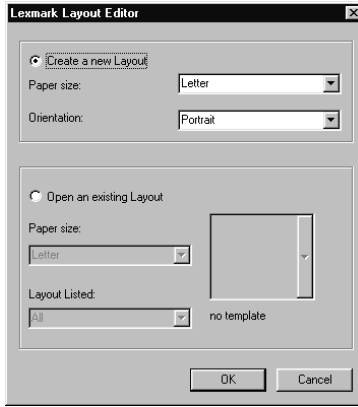 Lexmark Layout Editor
Create a new Layout
Paper size: Letter
Orientation: Portrait
Open an existing Layout
Paper size:
Letter
Layout Listed:
All
no template
OK Cancel